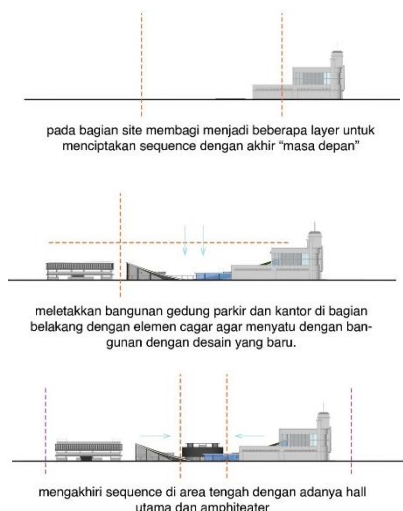 pada bagian site membagi menjadi beberapa layer untuk
menciptakan sequence dengan akhir “masa depan”
meletakkan bangunan gedung parkir dan kantor di bagian
belakang dengan elemen cagar agar menyatu dengan ban-
gunan dengan desain yang baru.
mengakhiri sequence di area tengah dengan adanya hall
utama dan amphiteater